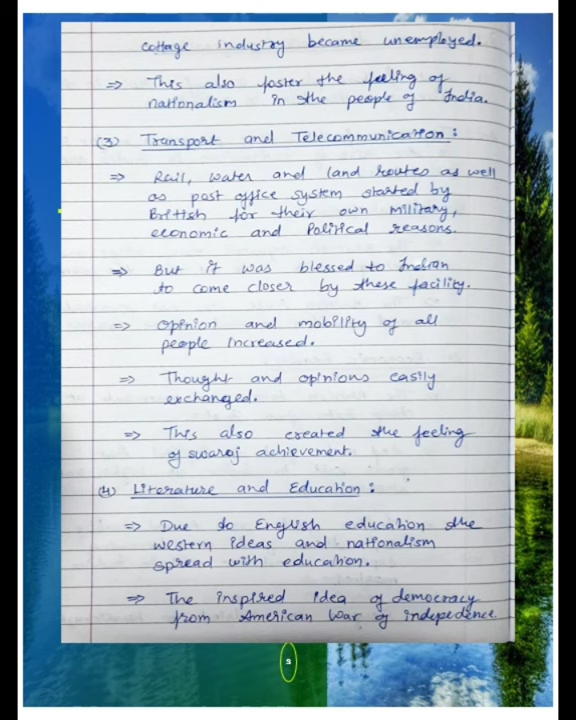 cottage industry became unemployed.
=> This also foster the feeling of
nationalism in the people of India.
(3) Transport and Telecommunication :
=> Rail, water and land routes as well
as post office system started by
British for their own military,
economic and Political reasons.
=> But it was blessed to Indian
to come closer by these facility.
=> Opinion and mobility of all
people increased.
=> Thought and opinions easily
exchanged.
=> This also created the feeling
of swaraj achievement.
(4) Literature and Education :
=> Due to English education the
western ideas and nationalism
spread with education.
=> The inspired idea of democracy
from American War of indepedence.
3